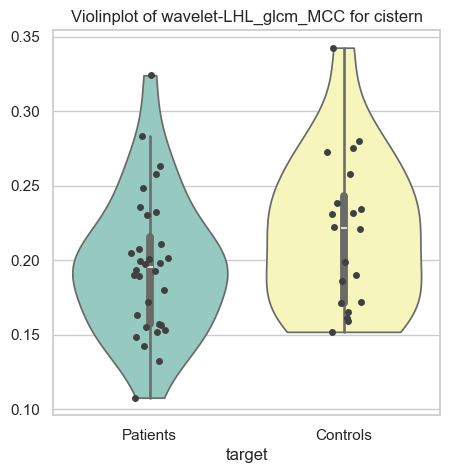 Violinplot of wavelet-LHL_glcm_MCC for cistern
0.35
0.30
0.25
0.20
0.15
0.10
Patients
Controls
target